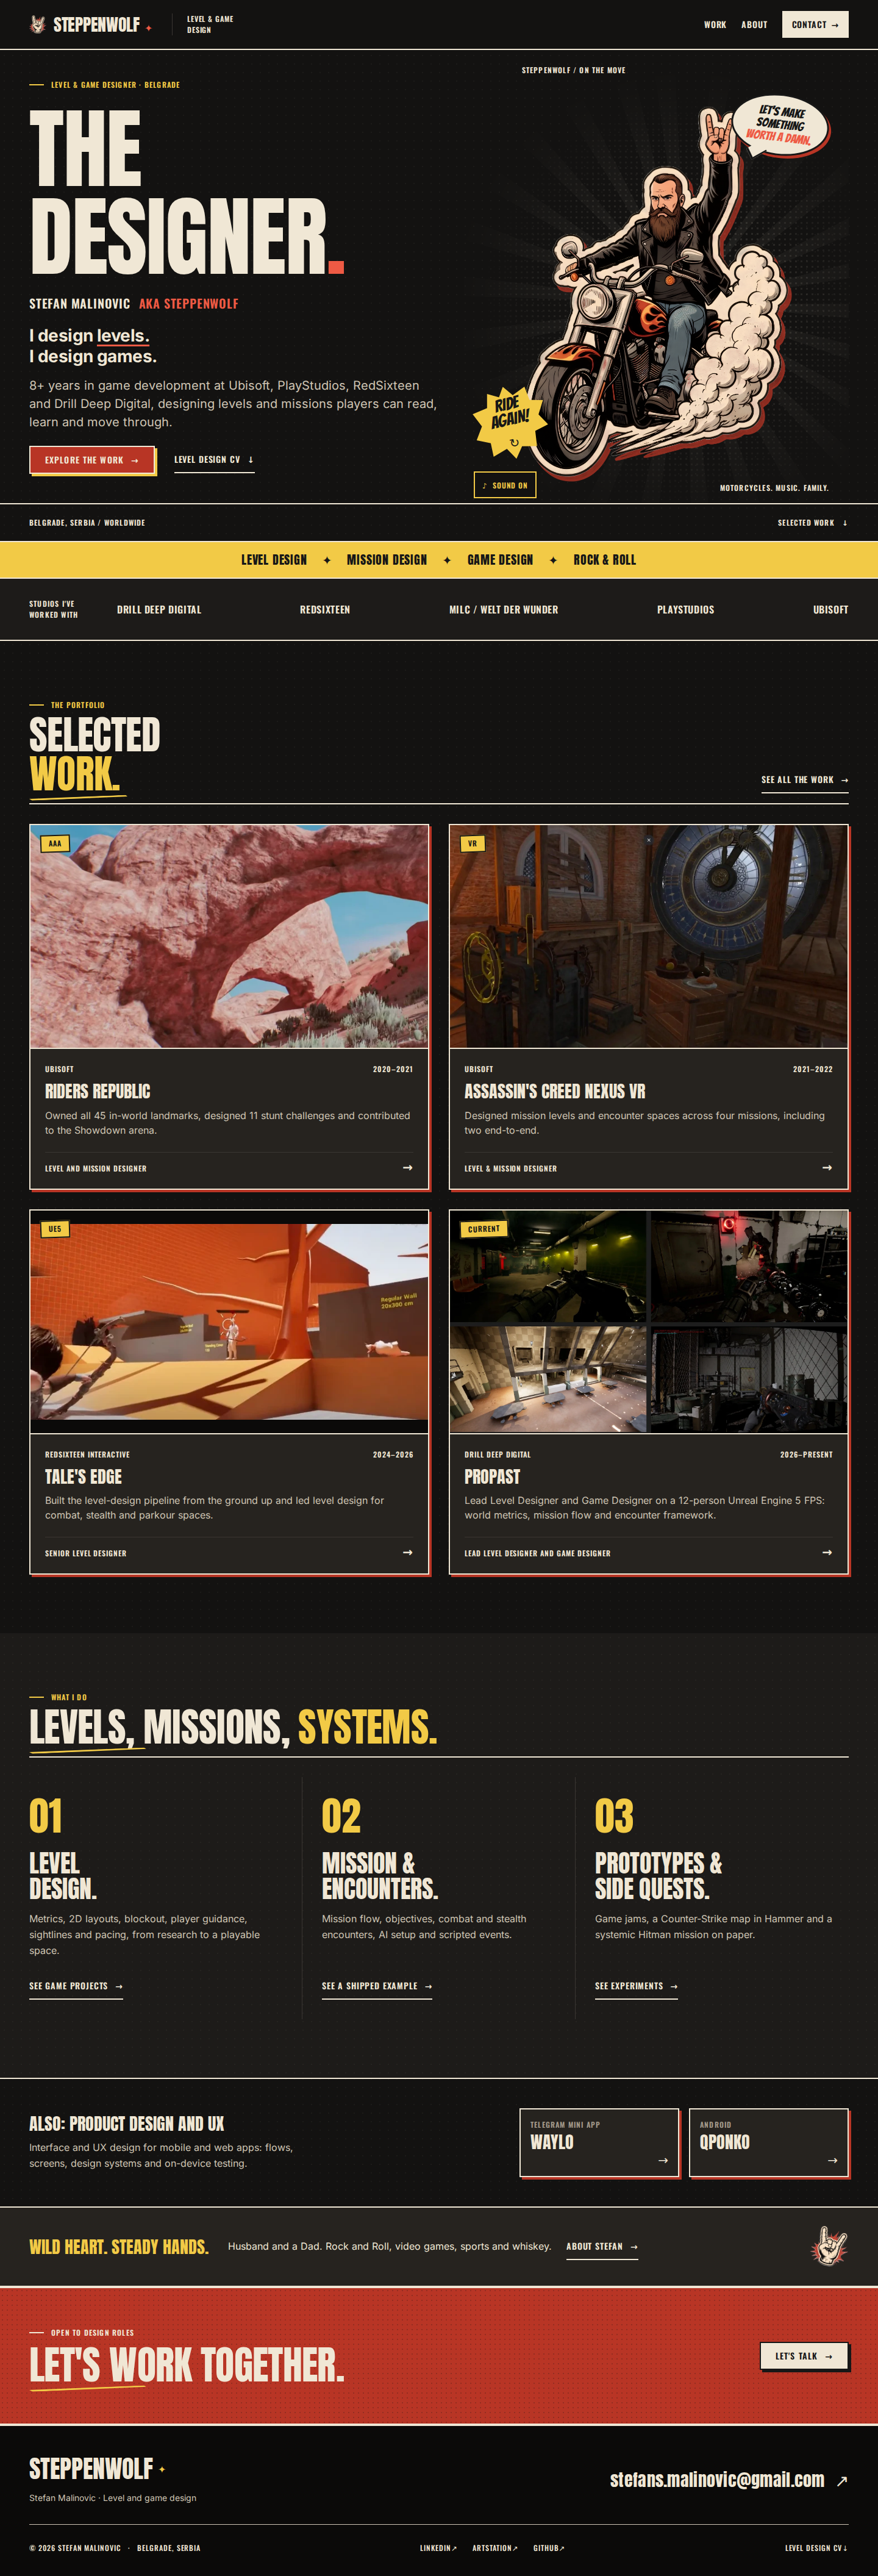 STEPPENWOLF
LEVEL & GAME
DESIGN
WORK
ABOUT
CONTACT →
LEVEL & GAME DESIGNER · BELGRADE
THE
DESIGNER.
STEFAN MALINOVIC AKA STEPPENWOLF
I design levels.
I design games.
8+ years in game development at Ubisoft, PlayStudios, RedSixteen
and Drill Deep Digital, designing levels and missions players can read,
learn and move through.
EXPLORE THE WORK →
LEVEL DESIGN CV ↓
STEPPENWOLF / ON THE MOVE
LET'S MAKE
SOMETHING
WORTH A DAMN.
RIDE
AGAIN!
↻
♪ SOUND ON
MOTORCYCLES. MUSIC. FAMILY.
BELGRADE, SERBIA / WORLDWIDE
SELECTED WORK ↓
LEVEL DESIGN ✦ MISSION DESIGN ✦ GAME DESIGN ✦ ROCK & ROLL
STUDIOS I'VE
WORKED WITH
DRILL DEEP DIGITAL
REDSIXTEEN
MILC / WELT DER WUNDER
PLAYSTUDIOS
UBISOFT
THE PORTFOLIO
SELECTED
WORK.
SEE ALL THE WORK →
AAA
UBISOFT
2020–2021
RIDERS REPUBLIC
Owned all 45 in-world landmarks, designed 11 stunt challenges and contributed
to the Showdown arena.
LEVEL AND MISSION DESIGNER →
VR
UBISOFT
2021–2022
ASSASSIN'S CREED NEXUS VR
Designed mission levels and encounter spaces across four missions, including
two end-to-end.
LEVEL & MISSION DESIGNER →
UE5
Regular Wall
20x380 cm
REDSIXTEEN INTERACTIVE
2024–2026
TALE'S EDGE
Built the level-design pipeline from the ground up and led level design for
combat, stealth and parkour spaces.
SENIOR LEVEL DESIGNER →
CURRENT
DRILL DEEP DIGITAL
2026–PRESENT
PROPAST
Lead Level Designer and Game Designer on a 12-person Unreal Engine 5 FPS:
world metrics, mission flow and encounter framework.
LEAD LEVEL DESIGNER AND GAME DESIGNER →
WHAT I DO
LEVELS, MISSIONS, SYSTEMS.
01
LEVEL
DESIGN.
Metrics, 2D layouts, blockout, player guidance,
sightlines and pacing, from research to a playable
space.
SEE GAME PROJECTS →
02
MISSION &
ENCOUNTERS.
Mission flow, objectives, combat and stealth
encounters, AI setup and scripted events.
SEE A SHIPPED EXAMPLE →
03
PROTOTYPES &
SIDE QUESTS.
Game jams, a Counter-Strike map in Hammer and a
systemic Hitman mission on paper.
SEE EXPERIMENTS →
ALSO: PRODUCT DESIGN AND UX
Interface and UX design for mobile and web apps: flows,
screens, design systems and on-device testing.
TELEGRAM MINI APP
WAYLO
→
ANDROID
QPONKO
→
WILD HEART. STEADY HANDS.
Husband and a Dad. Rock and Roll, video games, sports and whiskey.
ABOUT STEFAN →
OPEN TO DESIGN ROLES
LET'S WORK TOGETHER.
LET'S TALK →
STEPPENWOLF ✦
Stefan Malinovic · Level and game design
stefans.malinovic@gmail.com ↗
© 2026 STEFAN MALINOVIC · BELGRADE, SERBIA
LINKEDIN↗
ARTSTATION↗
GITHUB↗
LEVEL DESIGN CV↓